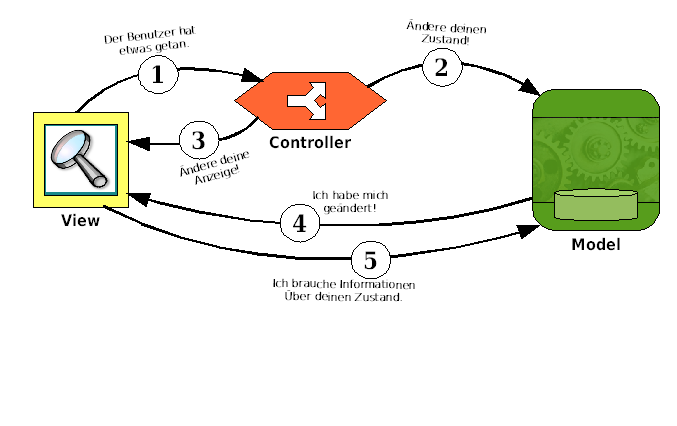 Der Benutzer hat
etwas getan.
1
Ändere deinen
Zustand!
2
3
Ändere deine
Anzeige!
Controller
Ich habe mich
geändert!
4
View
Model
5
Ich brauche Informationen
Über deinen Zustand.